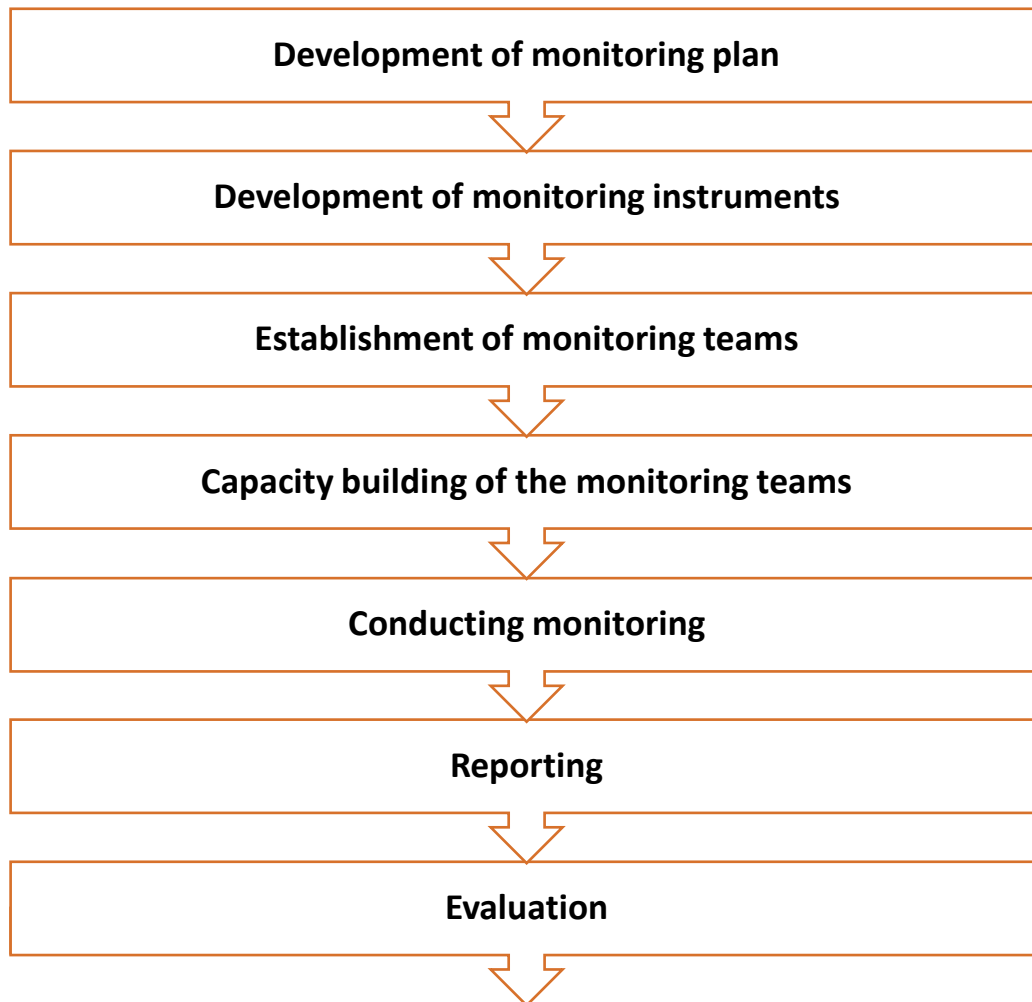 Development of monitoring plan
Development of monitoring instruments
Establishment of monitoring teams
Capacity building of the monitoring teams
Conducting monitoring
Reporting
Evaluation